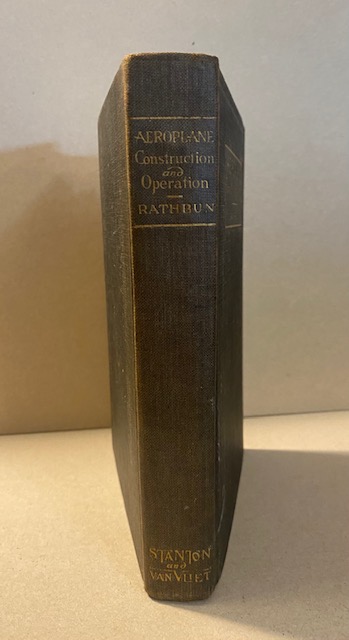 AEROPLANE
Construction
and
Operation
RATHBUN
STANTON
and
VAN VLIET